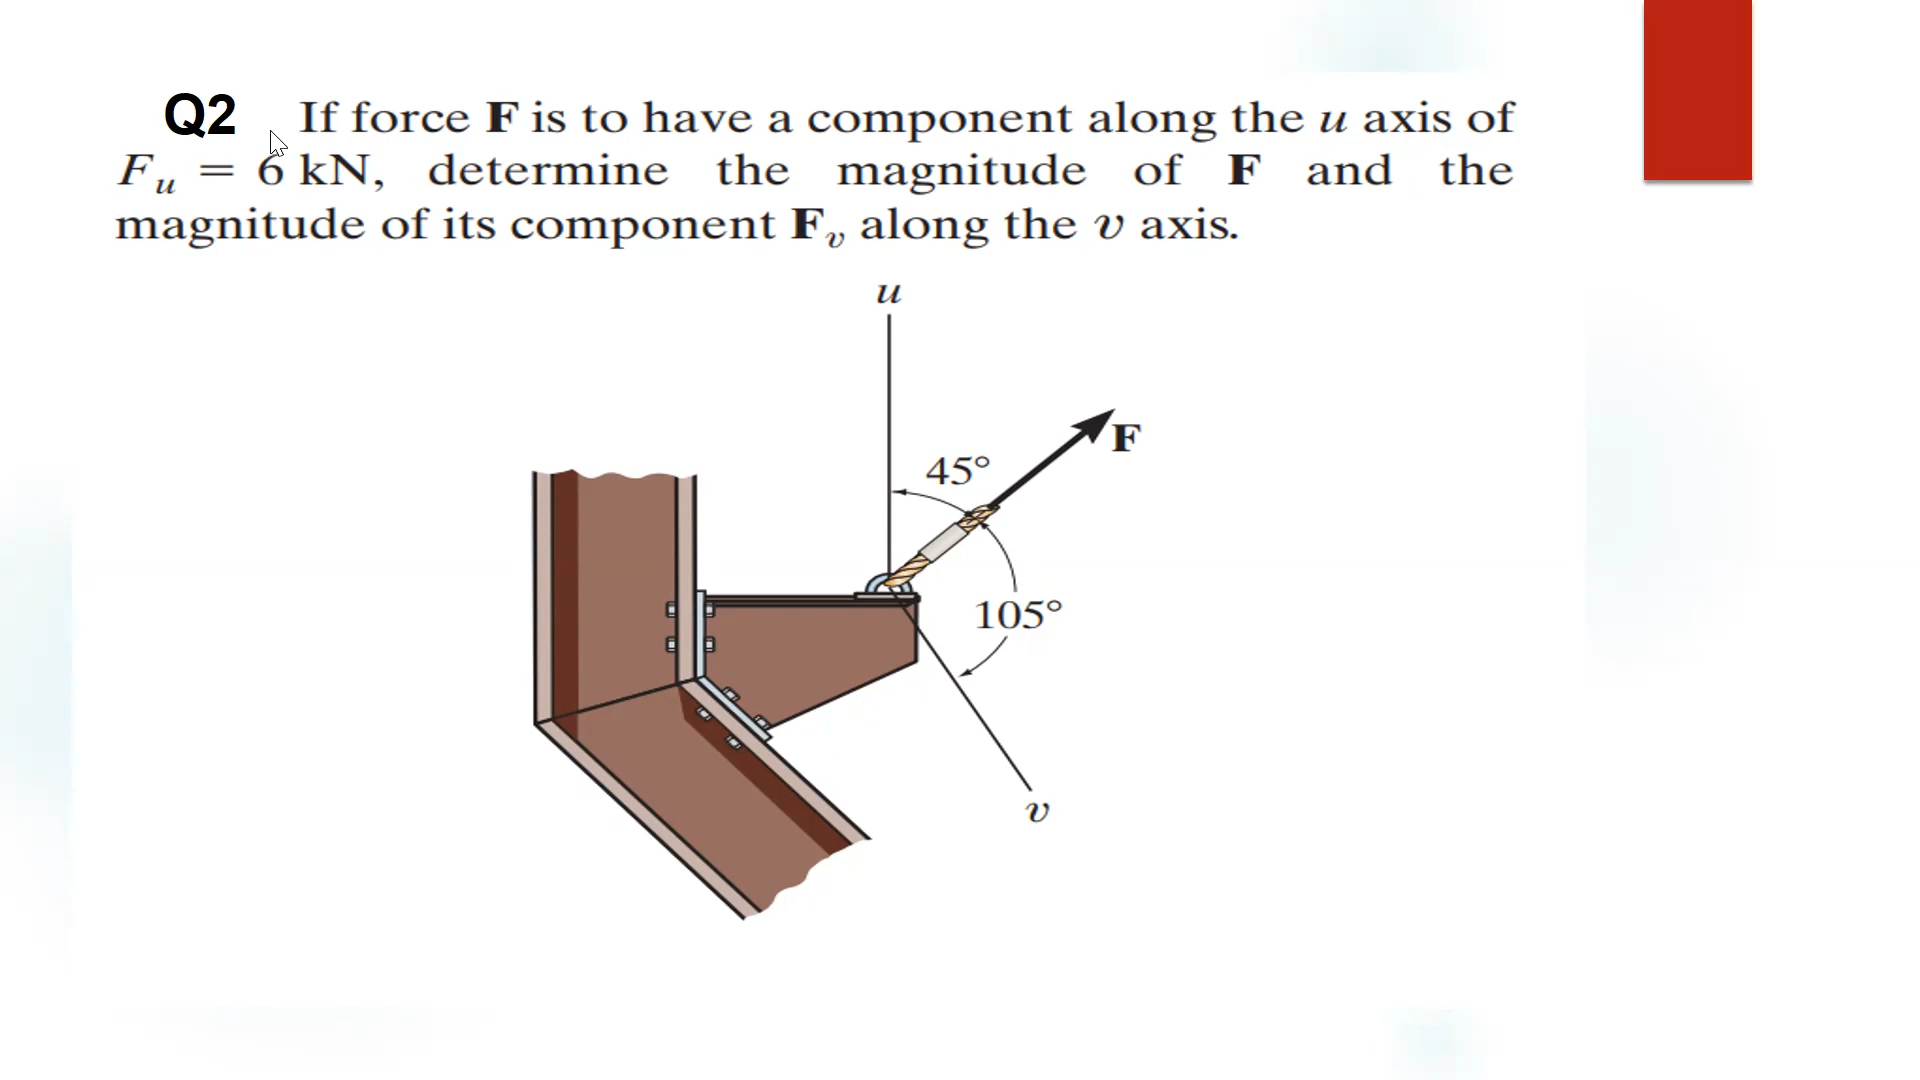 Q2 If force F is to have a component along the u axis of
Fu = 6 kN, determine the magnitude of F and the
magnitude of its component Fv, along the v axis.
u
F
45°
105°
v